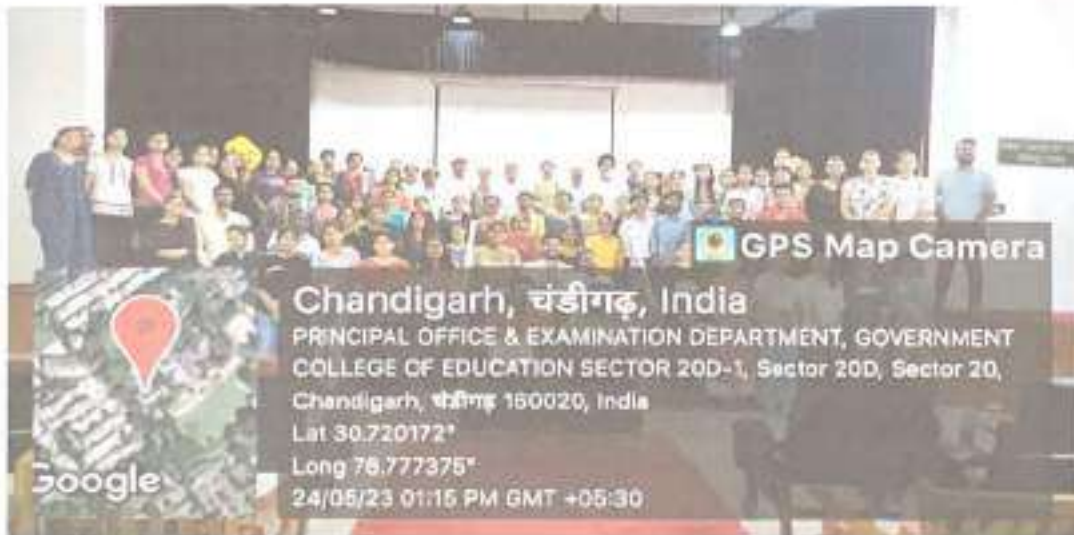 GPS Map Camera
Chandigarh, चंडीगढ़, India
PRINCIPAL OFFICE & EXAMINATION DEPARTMENT, GOVERNMENT
COLLEGE OF EDUCATION SECTOR 20D-1, Sector 20D, Sector 20,
Chandigarh, चंडीगढ़ 160020, India
Lat 30.720172°
Long 76.777375°
24/05/23 01:15 PM GMT +05:30
Google